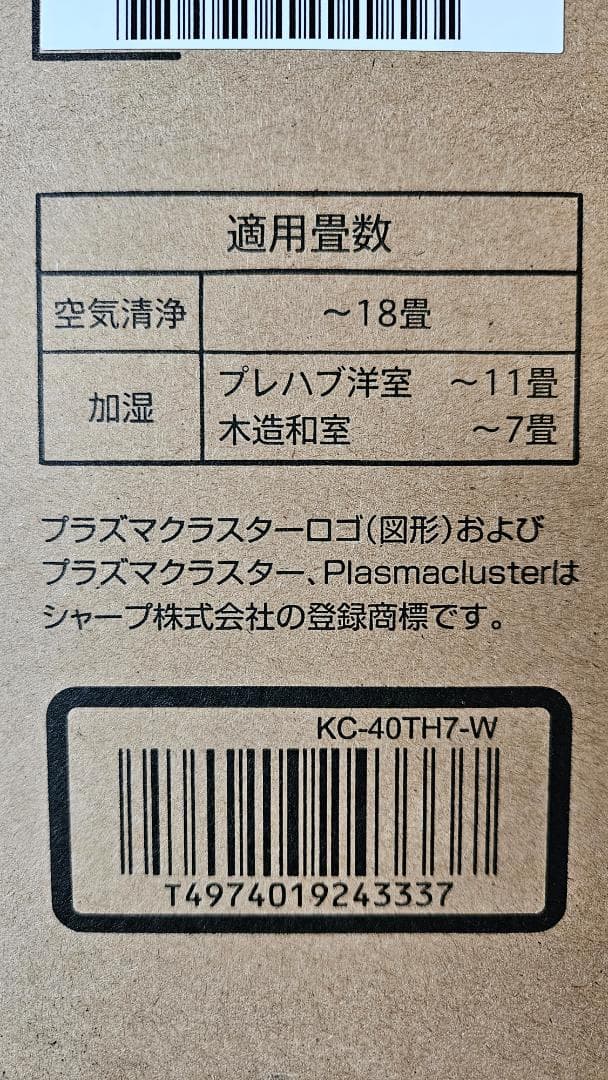 適用畳数
空気清浄 ～18畳
加湿 プレハブ洋室 ～11畳
木造和室 ～7畳
プラズマクラスターロゴ(図形)および
プラズマクラスター、Plasmaclusterは
シャープ株式会社の登録商標です。
KC-40TH7-W
T4974019243337